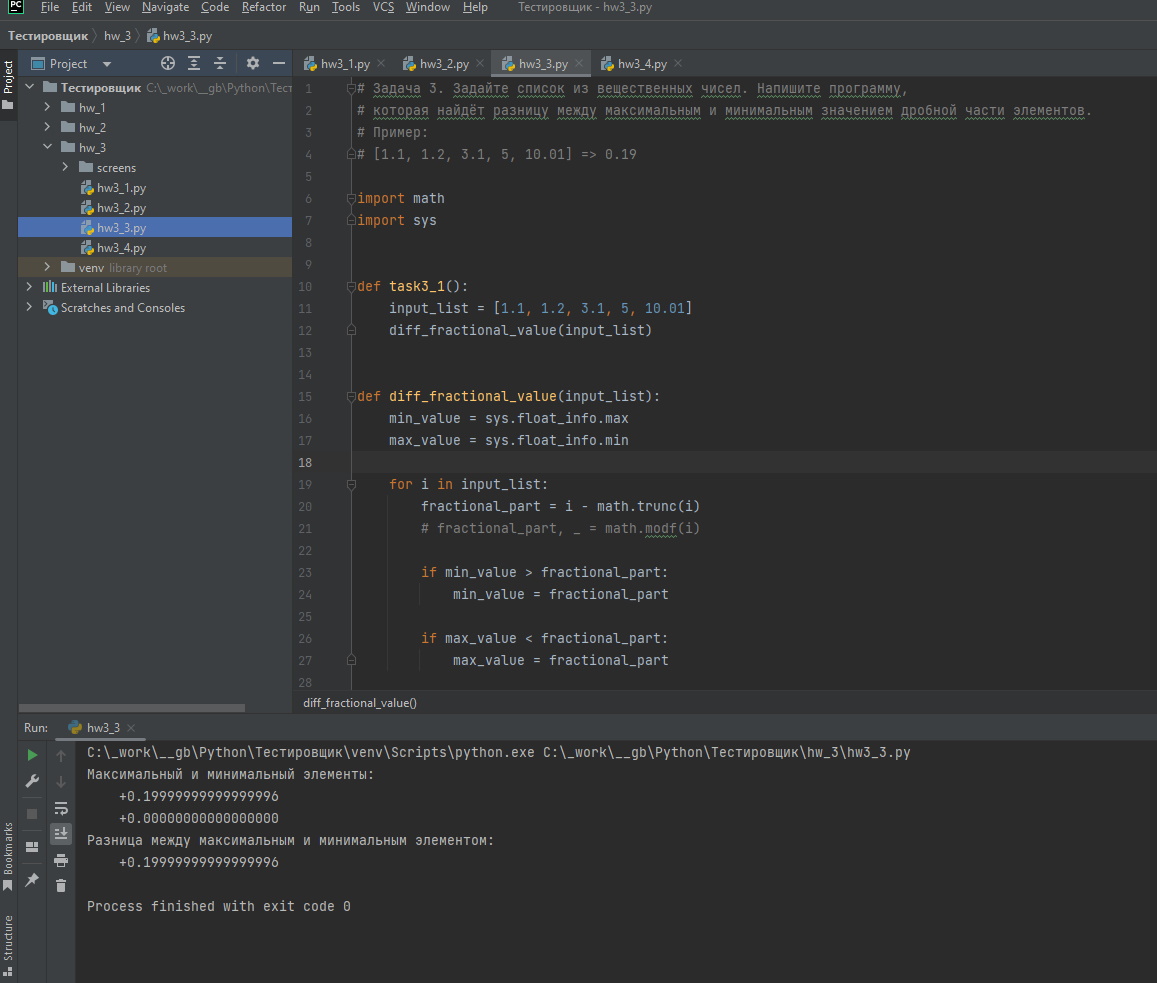 PC File Edit View Navigate Code Refactor Run Tools VCS Window Help Тестировщик - hw3_3.py
Тестировщик hw_3 hw3_3.py
Project
Project
hw3_1.py hw3_2.py hw3_3.py hw3_4.py
Тестировщик C:\_work\__gb\Python\Тест
hw_1
hw_2
hw_3
screens
hw3_1.py
hw3_2.py
hw3_3.py
hw3_4.py
venv library root
External Libraries
Scratches and Consoles
1 # Задача 3. Задайте список из вещественных чисел. Напишите программу,
2 # которая найдёт разницу между максимальным и минимальным значением дробной части элементов.
3 # Пример:
4 # [1.1, 1.2, 3.1, 5, 10.01] => 0.19
5
6 import math
7 import sys
8
9
10 def task3_1():
11 input_list = [1.1, 1.2, 3.1, 5, 10.01]
12 diff_fractional_value(input_list)
13
14
15 def diff_fractional_value(input_list):
16 min_value = sys.float_info.max
17 max_value = sys.float_info.min
18
19 for i in input_list:
20 fractional_part = i - math.trunc(i)
21 # fractional_part, _ = math.modf(i)
22
23 if min_value > fractional_part:
24 min_value = fractional_part
25
26 if max_value < fractional_part:
27 max_value = fractional_part
28
diff_fractional_value()
Run: hw3_3
C:\_work\__gb\Python\Тестировщик\venv\Scripts\python.exe C:\_work\__gb\Python\Тестировщик\hw_3\hw3_3.py
Максимальный и минимальный элементы:
+0.19999999999999996
+0.00000000000000000
Разница между максимальным и минимальным элементом:
+0.19999999999999996
Process finished with exit code 0
Bookmarks
Structure